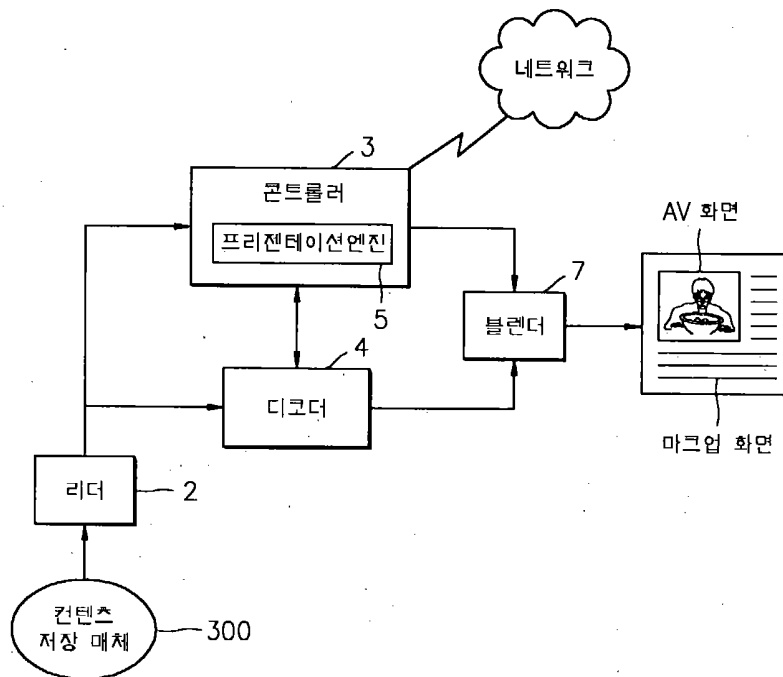 네트워크
3
콘트롤러
프리젠테이션엔진
5
AV 화면
7
블렌더
4
디코더
마크업 화면
리더
2
컨텐츠
저장 매체
300